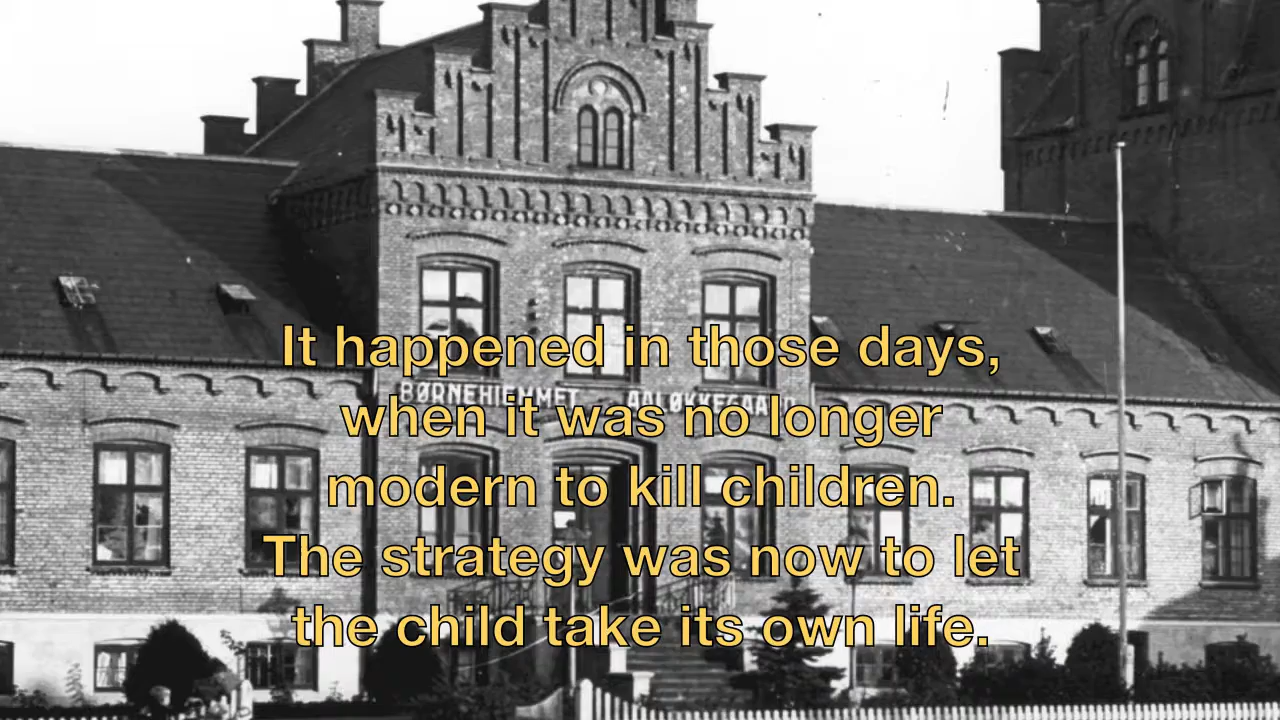 BØRNEHJEMMET AALØKKEGAARD
It happened in those days,
when it was no longer
modern to kill children.
The strategy was now to let
the child take its own life.